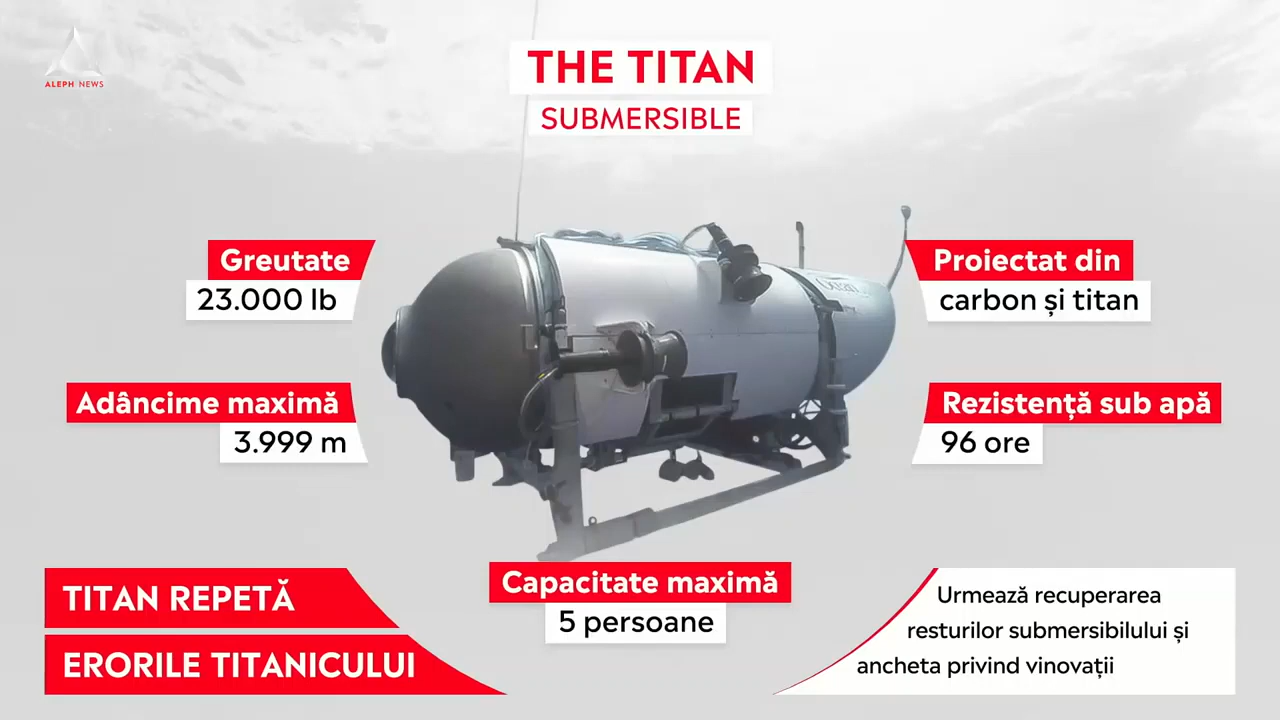 ALEPH NEWS
THE TITAN
SUBMERSIBLE
Greutate
23.000 lb
Proiectat din
carbon și titan
Adâncime maximă
3.999 m
Rezistență sub apă
96 ore
Capacitate maximă
5 persoane
TITAN REPETĂ
ERORILE TITANICULUI
Urmează recuperarea
resturilor submersibilului și
ancheta privind vinovații